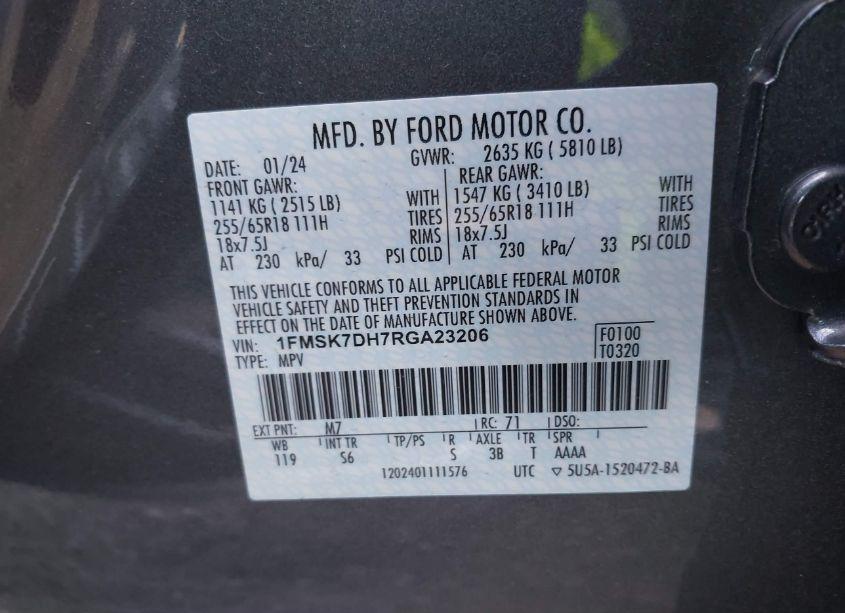 MFD. BY FORD MOTOR CO.
DATE: 01/24 GVWR: 2635 KG ( 5810 LB)
FRONT GAWR: REAR GAWR:
1141 KG ( 2515 LB) WITH 1547 KG ( 3410 LB) WITH
255/65R18 111H TIRES 255/65R18 111H TIRES
18x7.5J RIMS 18x7.5J RIMS
AT 230 kPa/ 33 PSI COLD AT 230 kPa/ 33 PSI COLD
THIS VEHICLE CONFORMS TO ALL APPLICABLE FEDERAL MOTOR
VEHICLE SAFETY AND THEFT PREVENTION STANDARDS IN
EFFECT ON THE DATE OF MANUFACTURE SHOWN ABOVE.
VIN: 1FMSK7DH7RGA23206 F0100
TYPE: MPV T0320
EXT PNT: M7 RC: 71 DSO:
WB INT TR TP/PS R AXLE TR SPR
119 S6 S 3B T AAAA
1202401111576 UTC ▽ 5U5A-1520472-BA